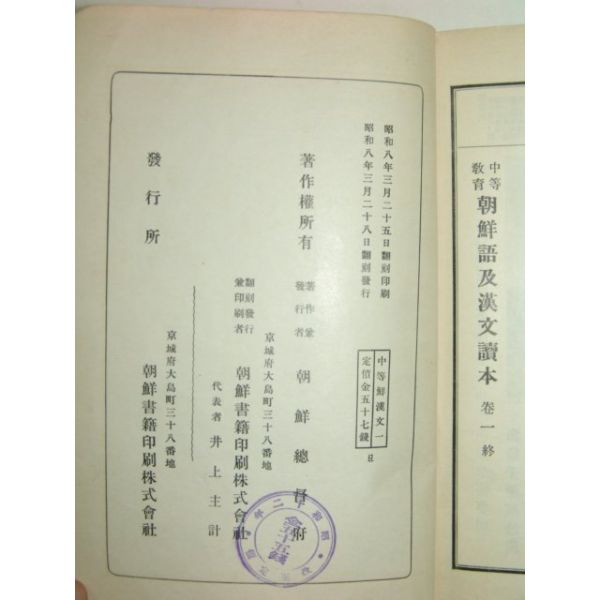 中等教育 朝鮮語及漢文讀本 卷一 終
昭和八年三月二十五日翻刻印刷
昭和八年三月二十八日翻刻發行
中等鮮漢文一
定價金五十七錢
著作權所有
著作兼發行者 朝鮮總督府
京城府大島町三十八番地
翻刻發行兼印刷者 朝鮮書籍印刷株式會社
代表者 井上主計
發行所
京城府大島町三十八番地
朝鮮書籍印刷株式會社